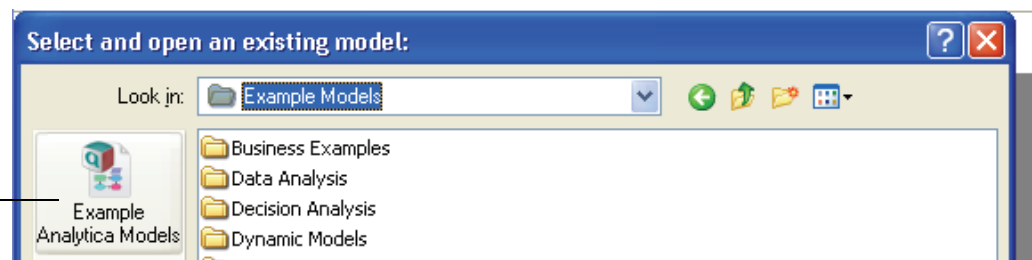 Select and open an existing model:
Look in: Example Models
Business Examples
Data Analysis
Decision Analysis
Dynamic Models
Example
Analytica Models